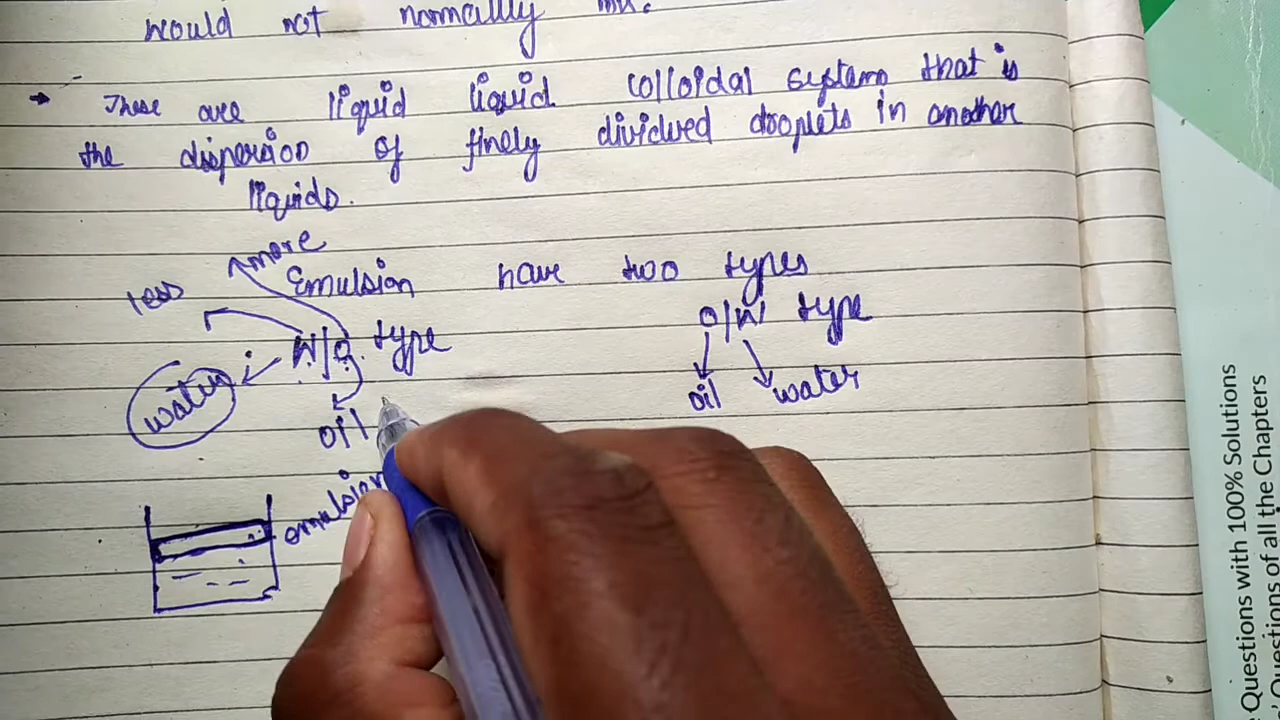 would not normally mix.
→ These are liquid liquid colloidal systems that is
the dispersion of finely divided droplets in another
liquids.
more
less
Emulsion have two types
W/O type
O/W type
water
oil
oil
water
emulsion
Questions with 100% Solutions
Questions of all the Chapters